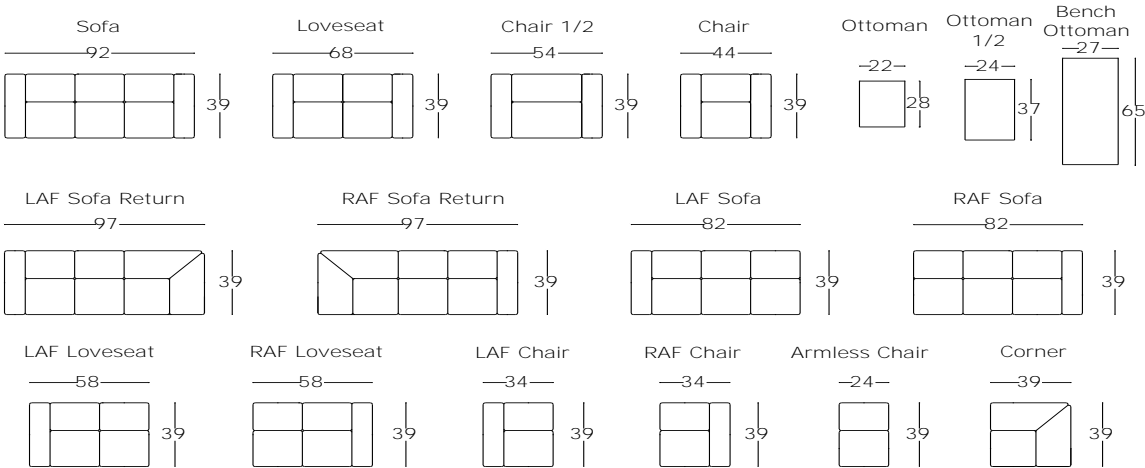 Sofa
92
39
Loveseat
68
39
Chair 1/2
54
39
Chair
44
39
Ottoman
22
28
Ottoman
1/2
24
37
Bench
Ottoman
27
65
LAF Sofa Return
97
39
RAF Sofa Return
97
39
LAF Sofa
82
39
RAF Sofa
82
39
LAF Loveseat
58
39
RAF Loveseat
58
39
LAF Chair
34
39
RAF Chair
34
39
Armless Chair
24
39
Corner
39
39